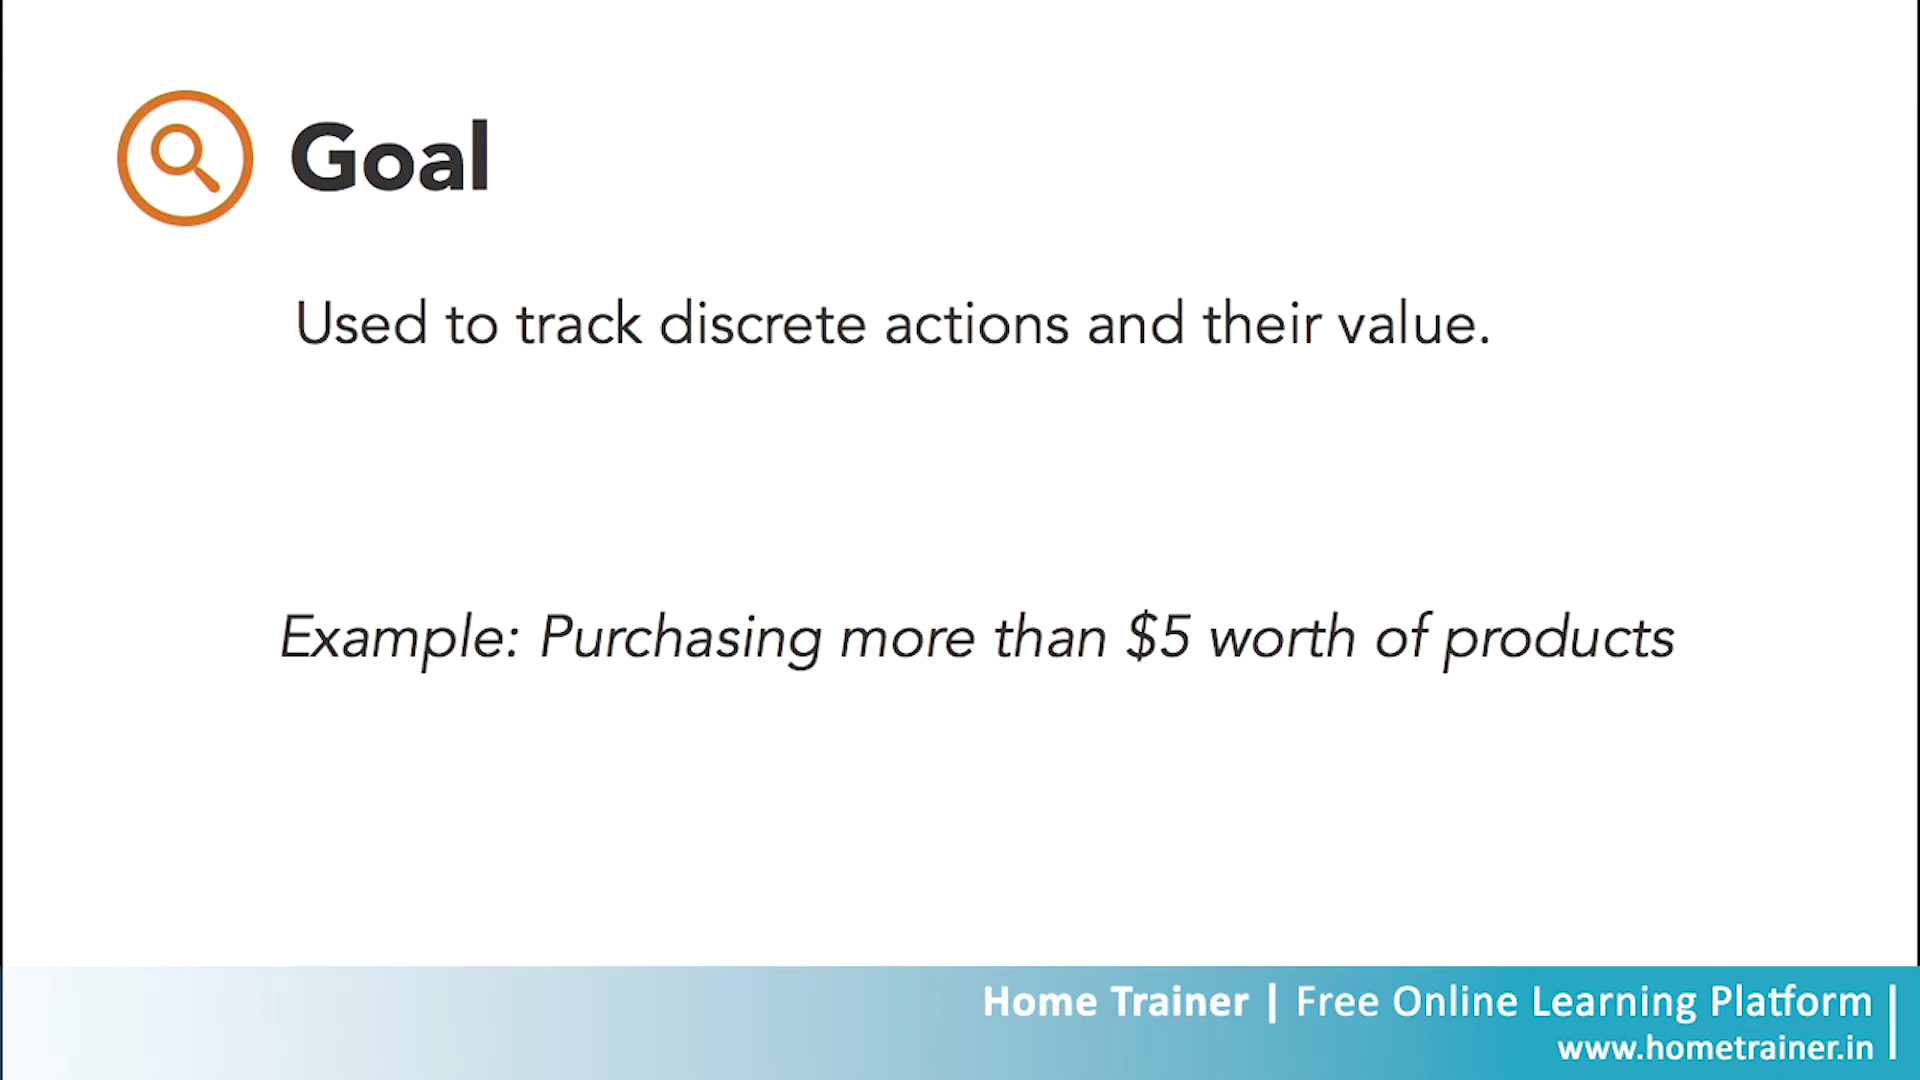 Goal
Used to track discrete actions and their value.
Example: Purchasing more than $5 worth of products
Home Trainer | Free Online Learning Platform
www.hometrainer.in